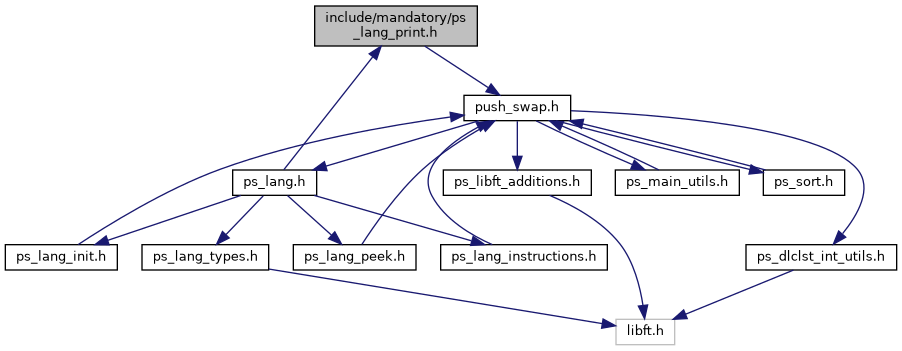 include/mandatory/ps
_lang_print.h
push_swap.h
ps_lang.h
ps_libft_additions.h
ps_main_utils.h
ps_sort.h
ps_lang_init.h
ps_lang_types.h
ps_lang_peek.h
ps_lang_instructions.h
ps_dlclst_int_utils.h
libft.h